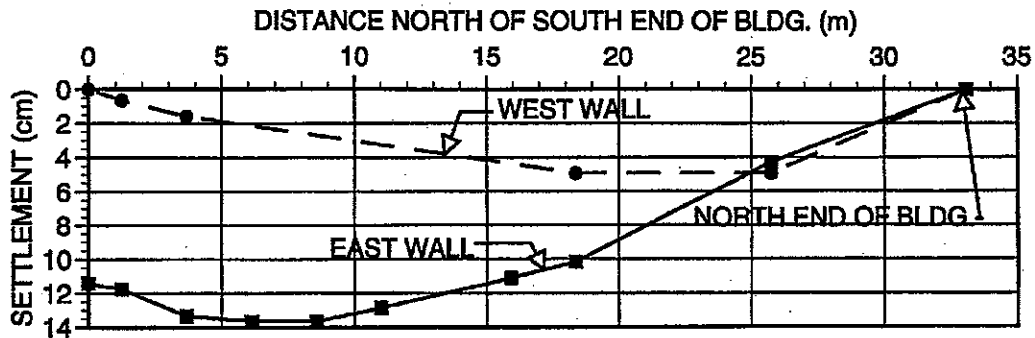 DISTANCE NORTH OF SOUTH END OF BLDG. (m)
0 5 10 15 20 25 30 35
SETTLEMENT (cm)
0
2
4
6
8
10
12
14
WEST WALL
NORTH END OF BLDG.
EAST WALL